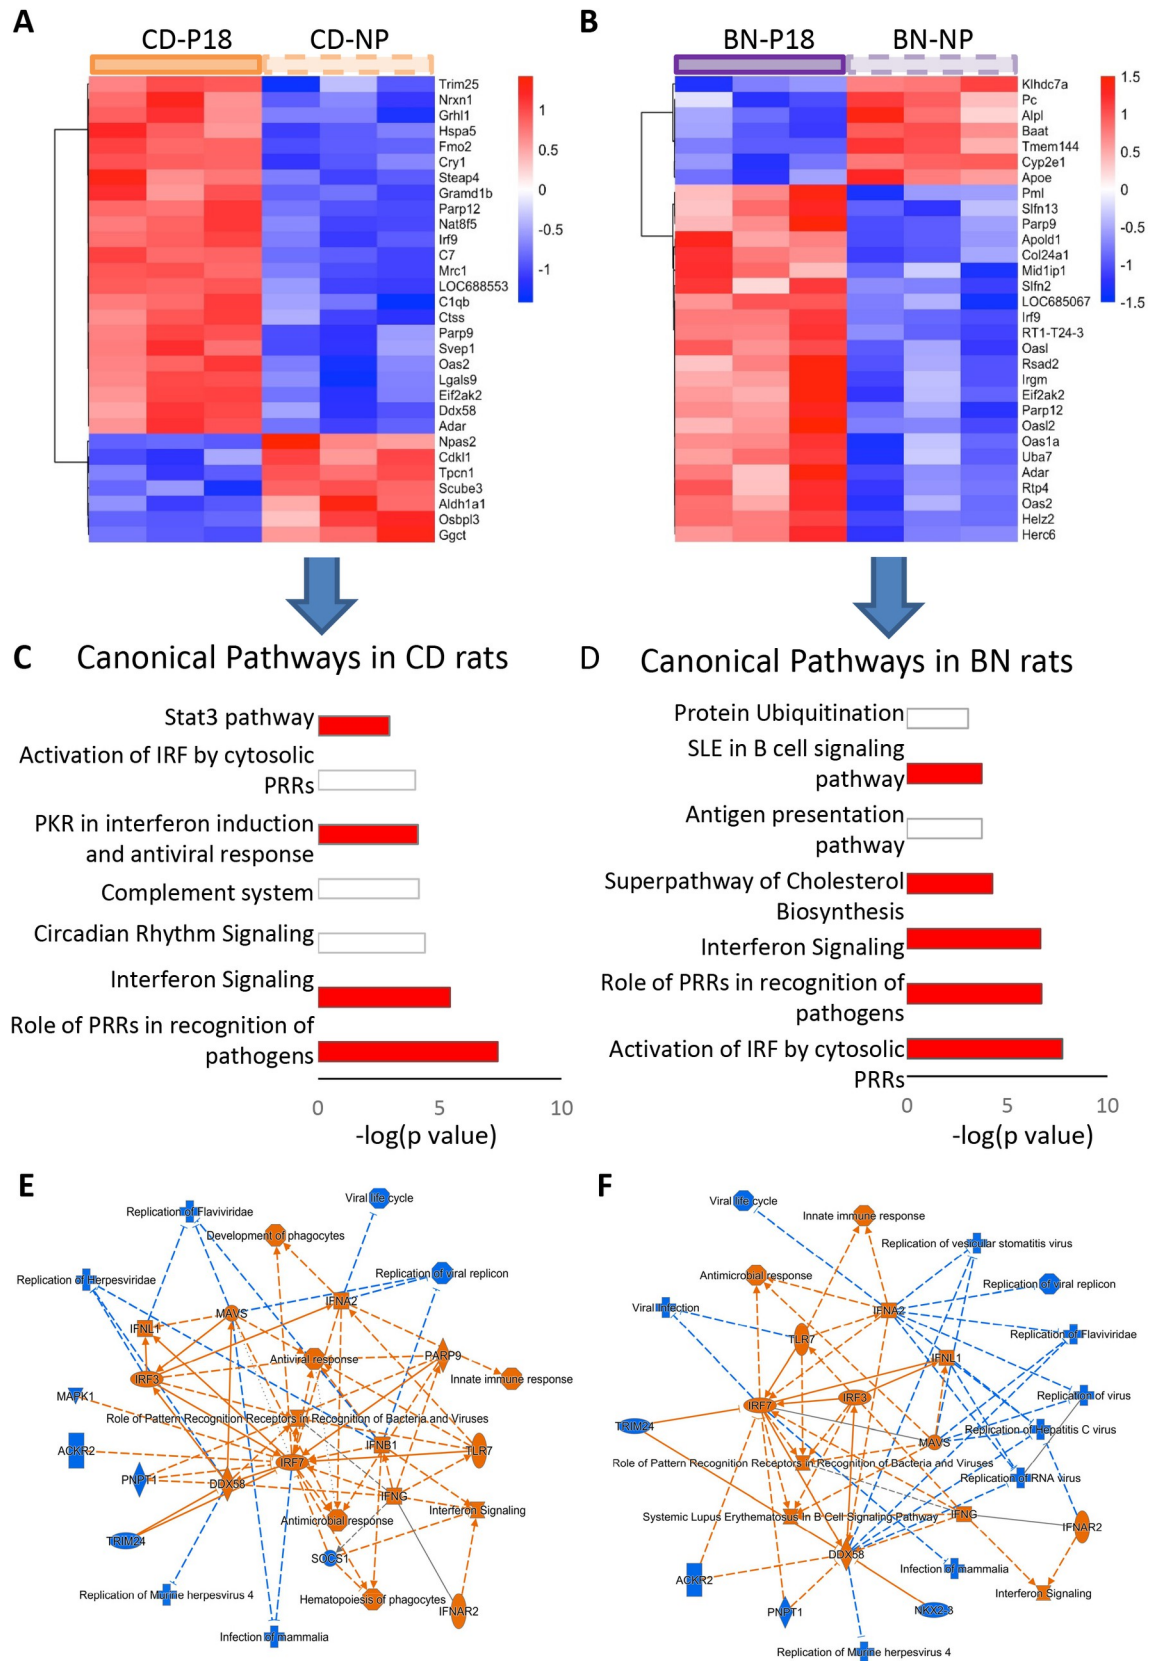 A
CD-P18
CD-NP
Trim25
Nrxn1
Grhl1
Hspa5
Fmo2
Cry1
Steap4
Gramd1b
Parp12
Nat8f5
Irf9
C7
Mrc1
LOC688553
C1qb
Ctss
Parp9
Svep1
Oas2
Lgals9
Eif2ak2
Ddx58
Adar
Npas2
Cdkl1
Tpcn1
Scube3
Aldh1a1
Osbpl3
Ggct
1
0.5
0
-0.5
-1
B
BN-P18
BN-NP
Klhdc7a
Pc
Alpl
Baat
Tmem144
Cyp2e1
Apoe
Pml
Slfn13
Parp9
Apold1
Col24a1
Mid1ip1
Slfn2
LOC685067
Irf9
RT1-T24-3
Oasl
Rsad2
Irgm
Eif2ak2
Parp12
Oasl2
Oas1a
Uba7
Adar
Rtp4
Oas2
Helz2
Herc6
1.5
1
0.5
0
-0.5
-1
-1.5
C
Canonical Pathways in CD rats
Stat3 pathway
Activation of IRF by cytosolic
PRRs
PKR in interferon induction
and antiviral response
Complement system
Circadian Rhythm Signaling
Interferon Signaling
Role of PRRs in recognition of
pathogens
0
5
10
-log(p value)
D
Canonical Pathways in BN rats
Protein Ubiquitination
SLE in B cell signaling
pathway
Antigen presentation
pathway
Superpathway of Cholesterol
Biosynthesis
Interferon Signaling
Role of PRRs in recognition of
pathogens
Activation of IRF by cytosolic
PRRs
0
5
10
-log(p value)
E
Viral life cycle
Replication of Flaviviridae
Development of phagocytes
Replication of Herpesviridae
Replication of viral replicon
IFNA2
MAVS
IFNL1
Antiviral response
PARP9
Innate immune response
IRF3
MAPK1
Role of Pattern Recognition Receptors in Recognition of Bacteria and Viruses
ACKR2
IFNB1
TLR7
IRF7
PNPT1
DDX58
IFNG
Interferon Signaling
Antimicrobial response
TRIM24
SOCS1
Replication of Murine herpesvirus 4
Hematopoiesis of phagocytes
IFNAR2
Infection of mammalia
F
Viral life cycle
Innate immune response
Replication of vesicular stomatitis virus
Antimicrobial response
Replication of viral replicon
Viral Infection
IFNA2
TLR7
Replication of Flaviviridae
IFNL1
IRF7
IRF3
Replication of virus
TRIM24
Replication of Hepatitis C virus
MAVS
Role of Pattern Recognition Receptors in Recognition of Bacteria and Viruses
Replication of RNA virus
Systemic Lupus Erythematosus In B Cell Signaling Pathway
IFNG
IFNAR2
DDX58
Infection of mammalia
ACKR2
Interferon Signaling
PNPT1
NKX2-3
Replication of Murine herpesvirus 4